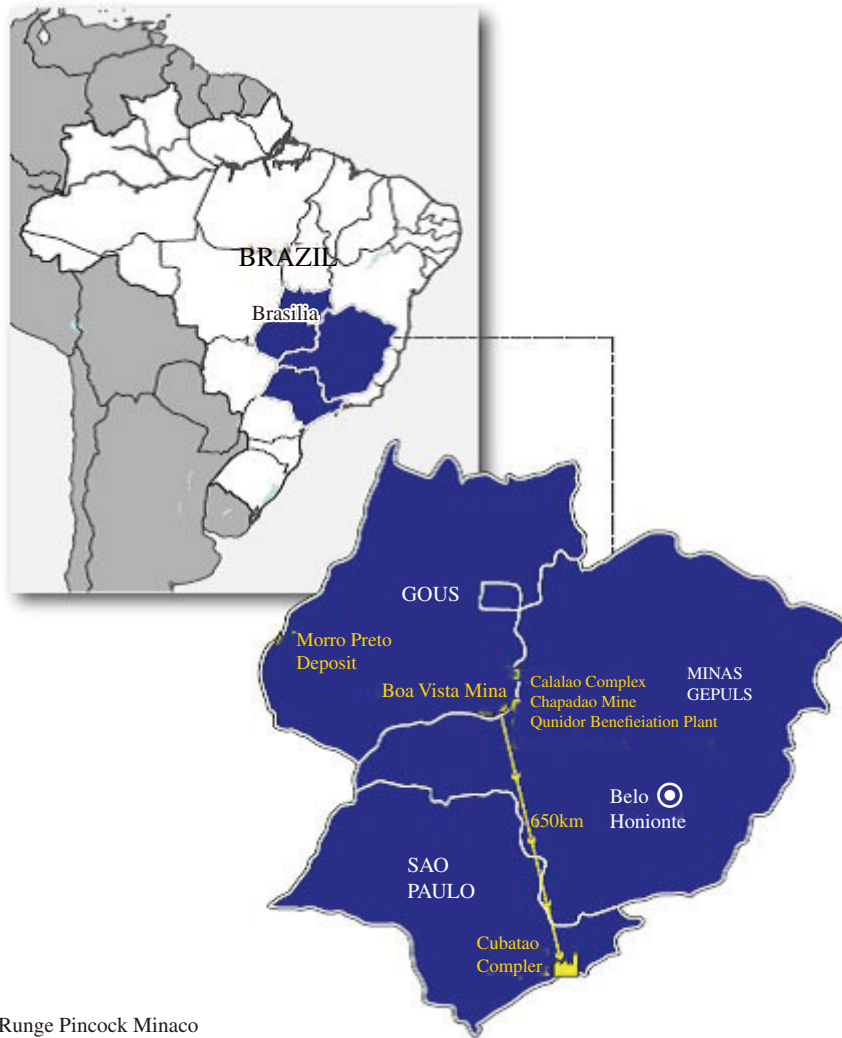 BRAZIL
Brasilia
GOUS
Morro Preto
Deposit
Boa Vista Mina
Calalao Complex
Chapadao Mine
Qunidor Benefieiation Plant
MINAS
GEPULS
Belo
Honionte
650km
SAO
PAULO
Cubatao
Compler
Runge Pincock Minaco